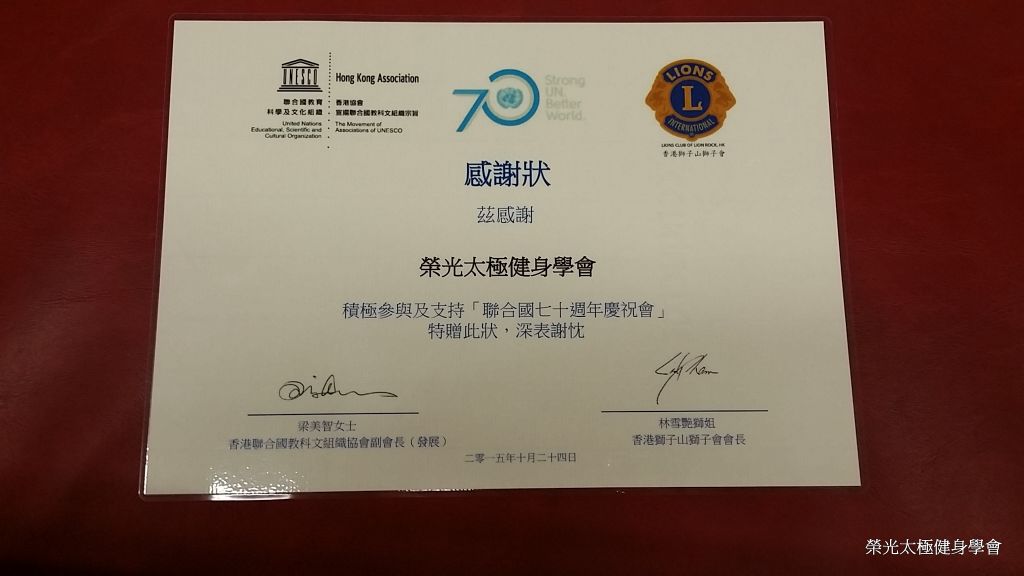 UNESCO
聯合國教育
科學及文化組織
United Nations
Educational, Scientific and
Cultural Organization
Hong Kong Association
香港協會
宣揚聯合國教科文組織宗旨
The Movement of
Associations of UNESCO
70
Strong
UN.
Better
World.
LIONS
L
INTERNATIONAL
LIONS CLUB OF LION ROCK, HK
香港獅子山獅子會
感謝狀
茲感謝
榮光太極健身學會
積極參與及支持「聯合國七十週年慶祝會」
特贈此狀，深表謝忱
梁美智女士
香港聯合國教科文組織協會副會長（發展）
林雪艷獅姐
香港獅子山獅子會會長
二零一五年十月二十四日
榮光太極健身學會